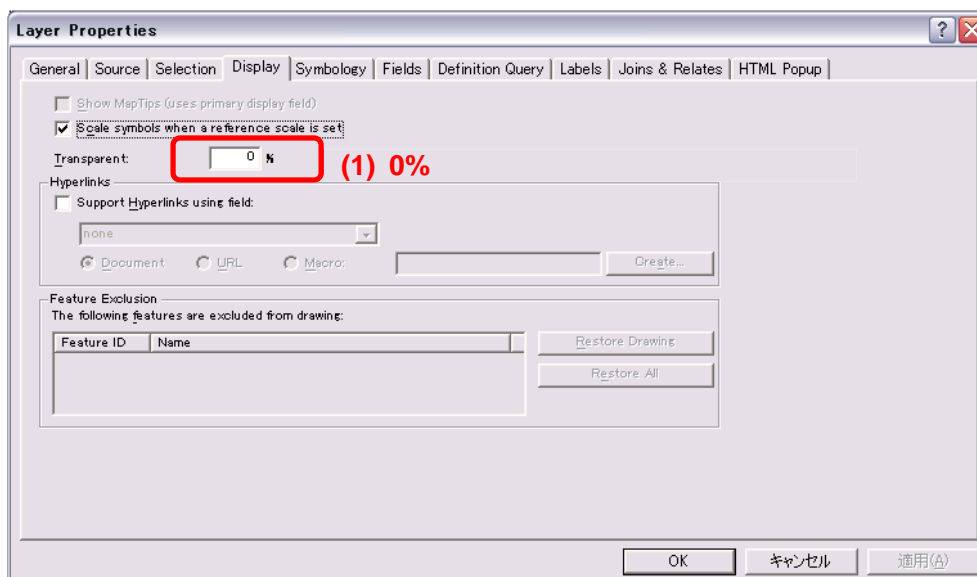 Layer Properties
General Source Selection Display Symbology Fields Definition Query Labels Joins & Relates HTML Popup
Show MapTips (uses primary display field)
Scale symbols when a reference scale is set
Transparent: 0 % (1) 0%
Hyperlinks
Support Hyperlinks using field:
none
Document URL Macro: Create...
Feature Exclusion
The following features are excluded from drawing:
Feature ID Name
Restore Drawing
Restore All
OK キャンセル 適用(A)